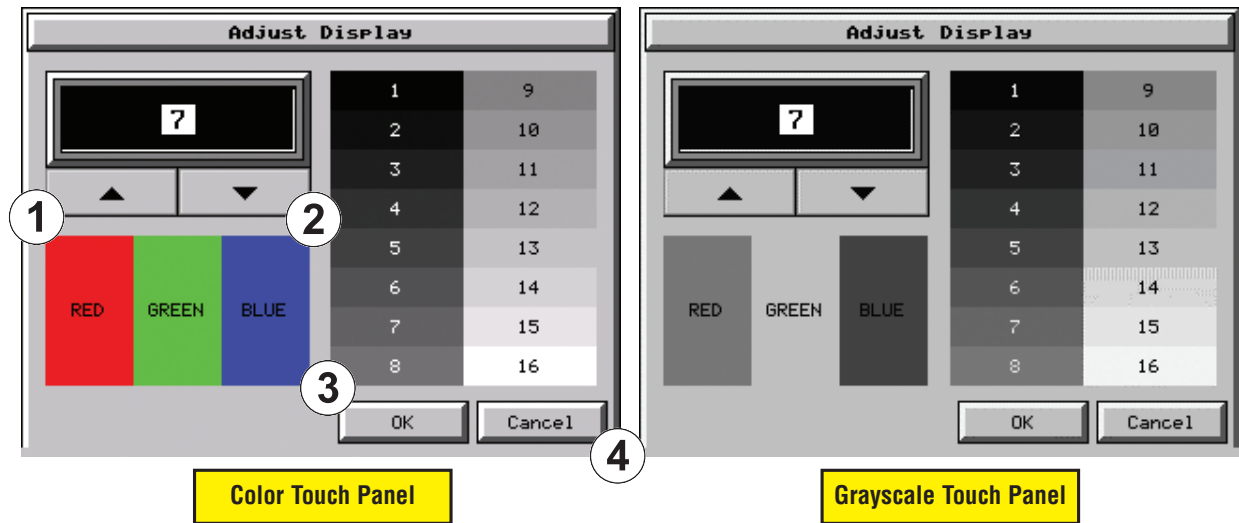 Adjust Display
7
1 9
2 10
3 11
4 12
5 13
6 14
7 15
8 16
1
2
RED GREEN BLUE
3
OK Cancel
4
Color Touch Panel
Adjust Display
7
1 9
2 10
3 11
4 12
5 13
6 14
7 15
8 16
RED GREEN BLUE
OK Cancel
Grayscale Touch Panel